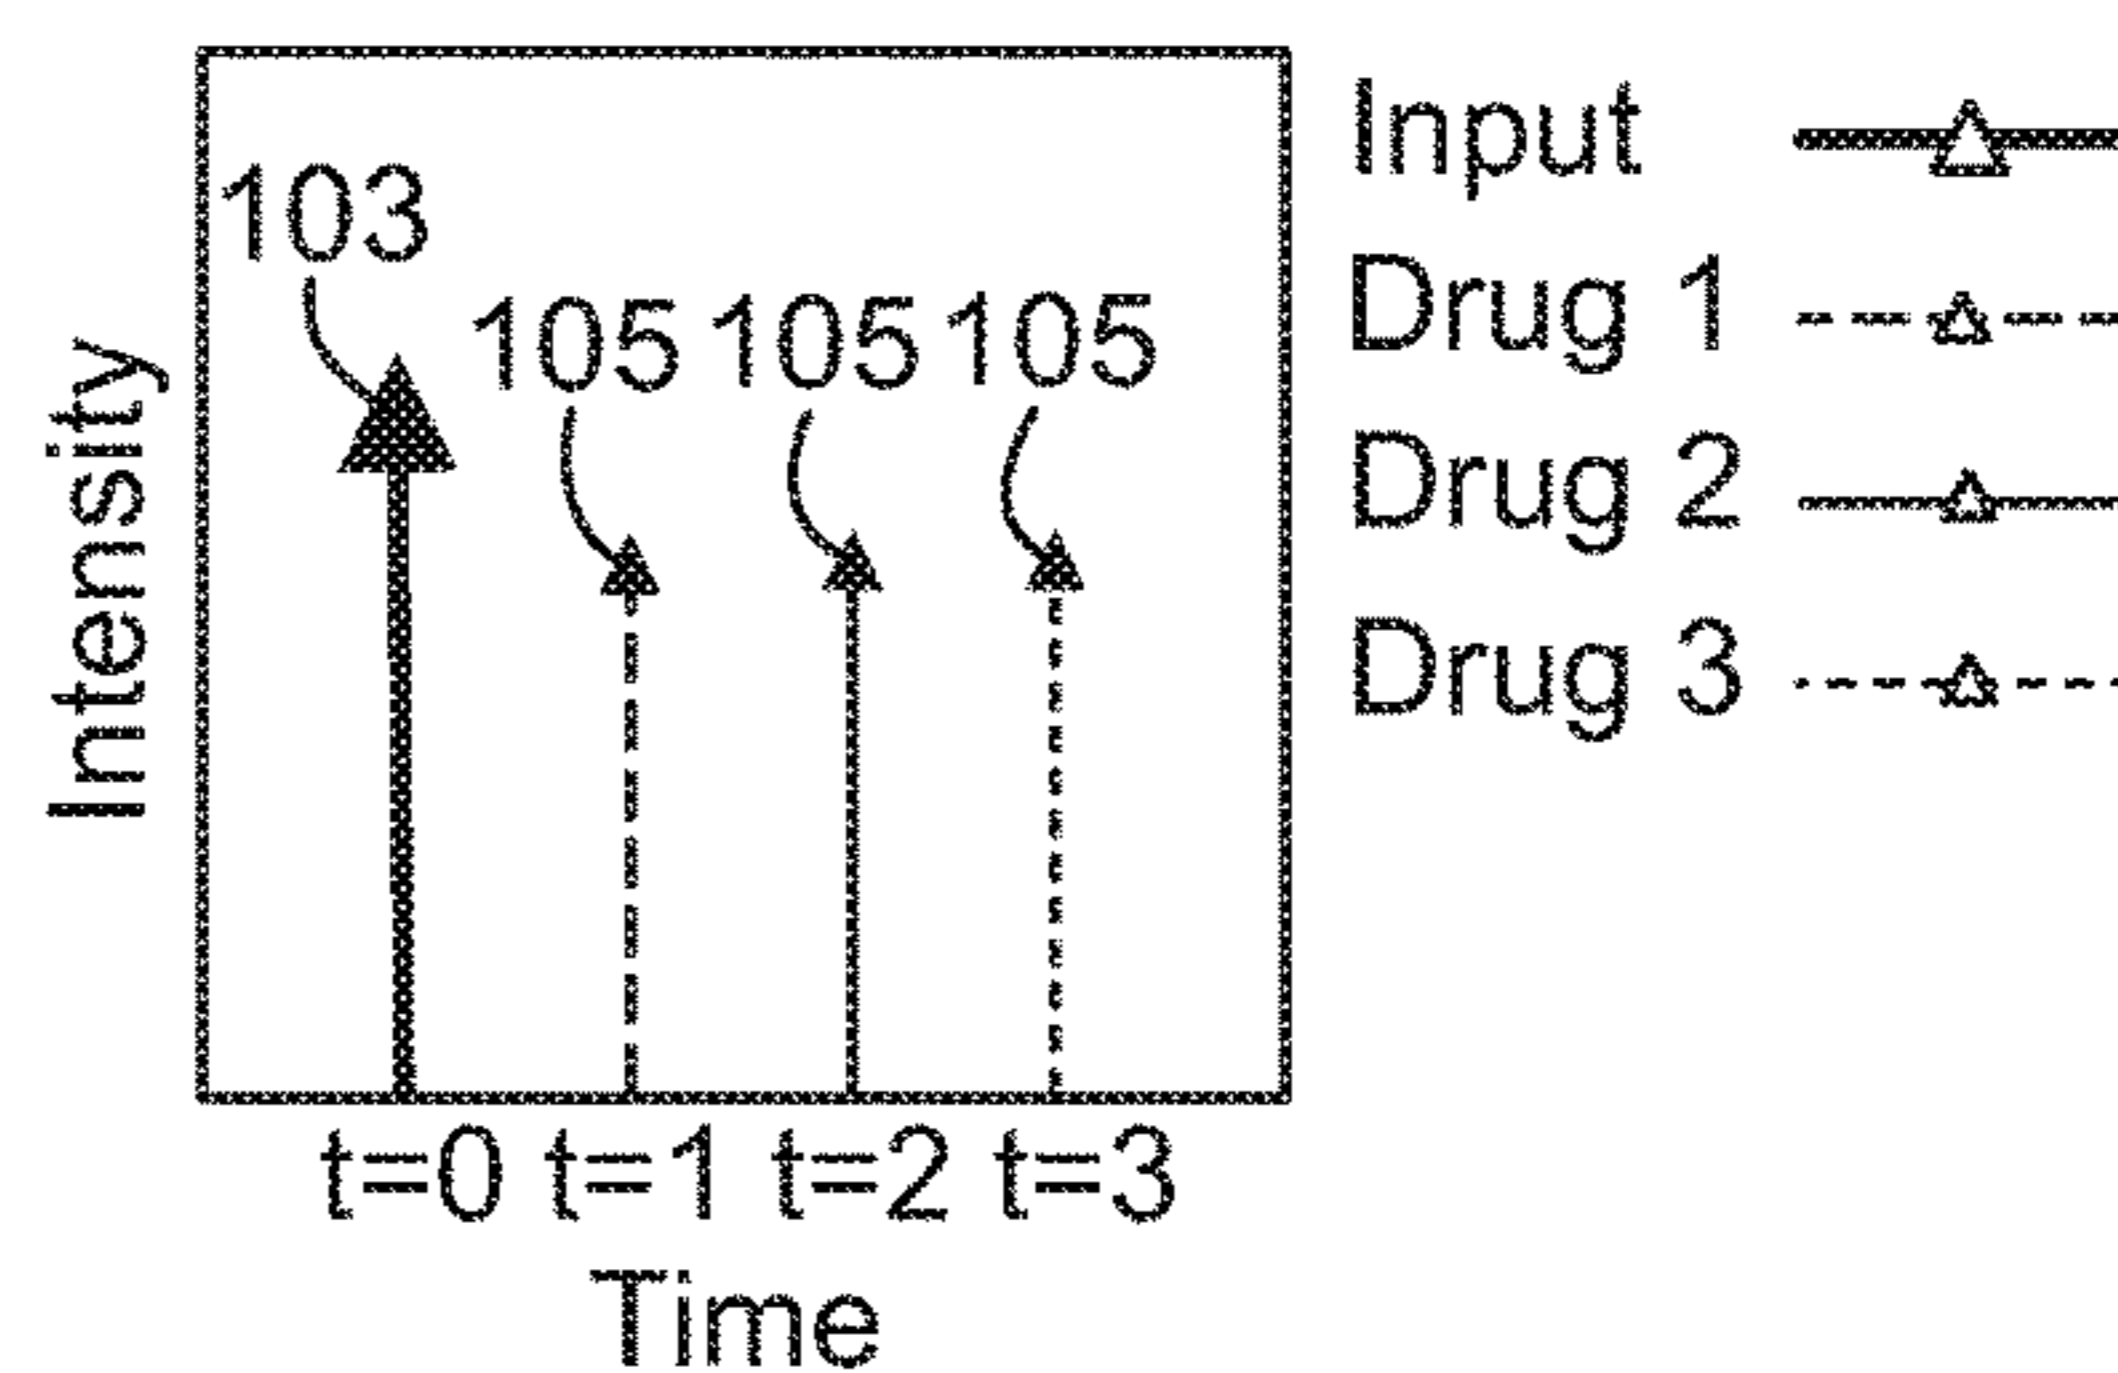 Intensity
103
105 105 105
t=0 t=1 t=2 t=3
Time
Input
Drug 1
Drug 2
Drug 3